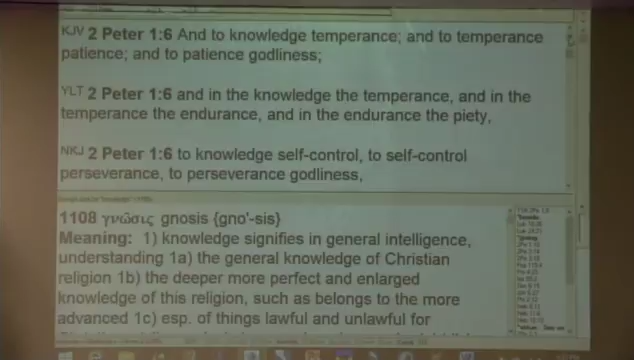 KJV 2 Peter 1:6 And to knowledge temperance; and to temperance
patience; and to patience godliness;
YLT 2 Peter 1:6 and in the knowledge the temperance, and in the
temperance the endurance, and in the endurance the piety,
NKJ 2 Peter 1:6 to knowledge self-control, to self-control
perseverance, to perseverance godliness,
1108 γνῶσις gnosis {gno'-sis}
Meaning: 1) knowledge signifies in general intelligence,
understanding 1a) the general knowledge of Christian
religion 1b) the deeper more perfect and enlarged
knowledge of this religion, such as belongs to the more
advanced 1c) esp. of things lawful and unlawful for